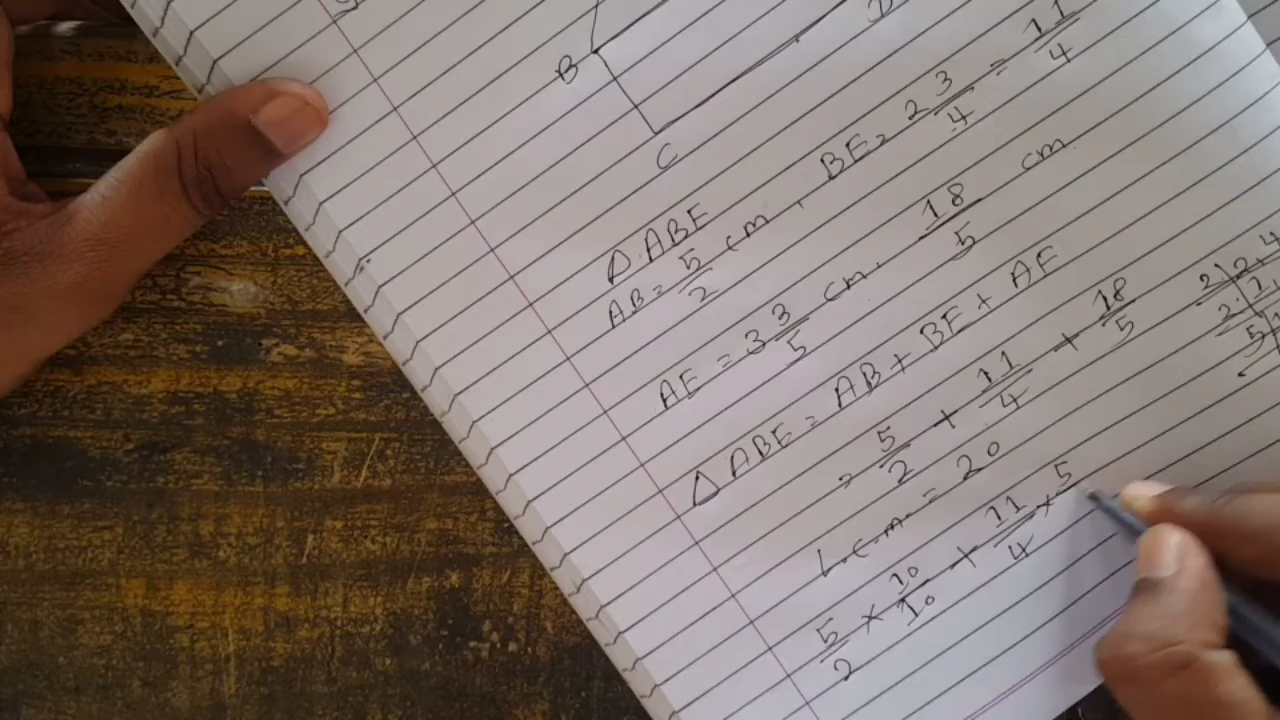 D
B
C
Δ ABE
AB = 5/2 cm, BE = 2 3/4 = 11/4
AE = 3 3/5 cm. 18/5 cm.
Δ ABE = AB + BE + AE
= 5/2 + 11/4 + 18/5
L.C.M. = 20
5/2 × 10/10 + 11/4 × 5